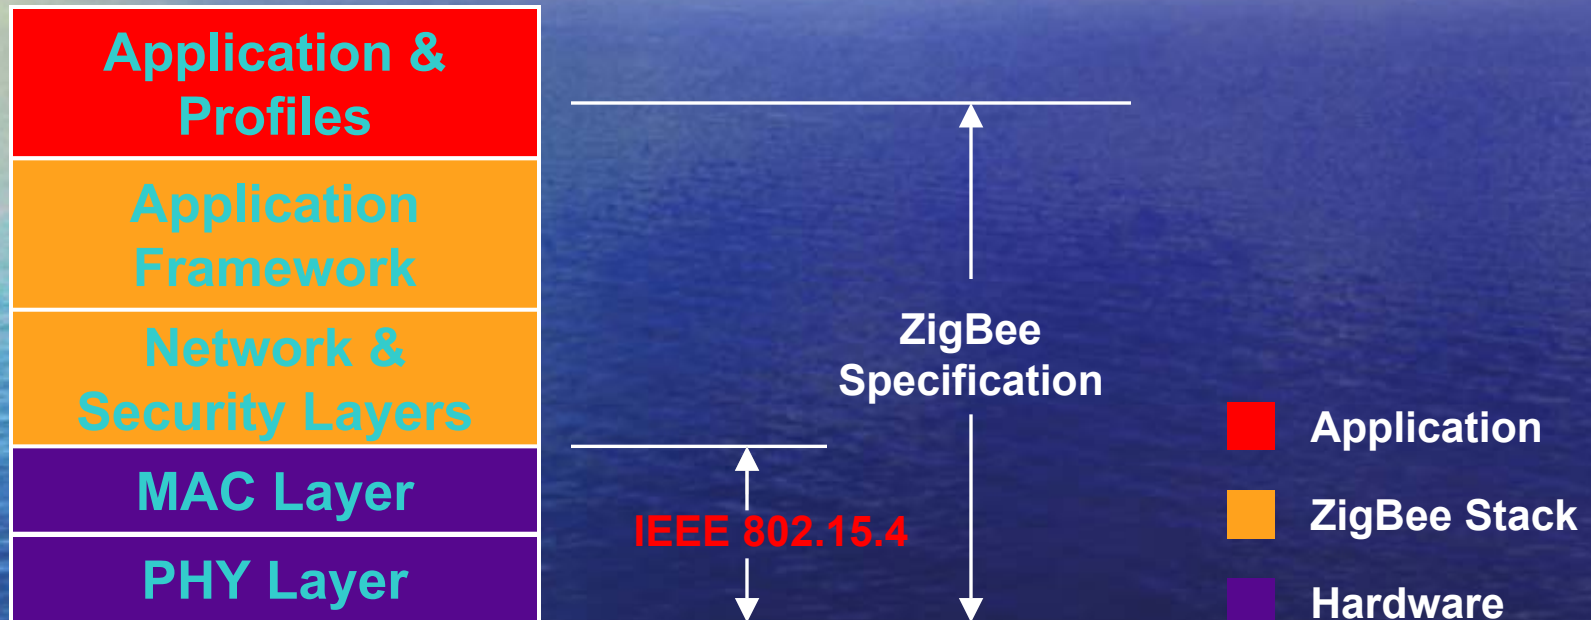 Application &
Profiles
Application
Framework
Network &
Security Layers
MAC Layer
PHY Layer
ZigBee
Specification
IEEE 802.15.4
Application
ZigBee Stack
Hardware